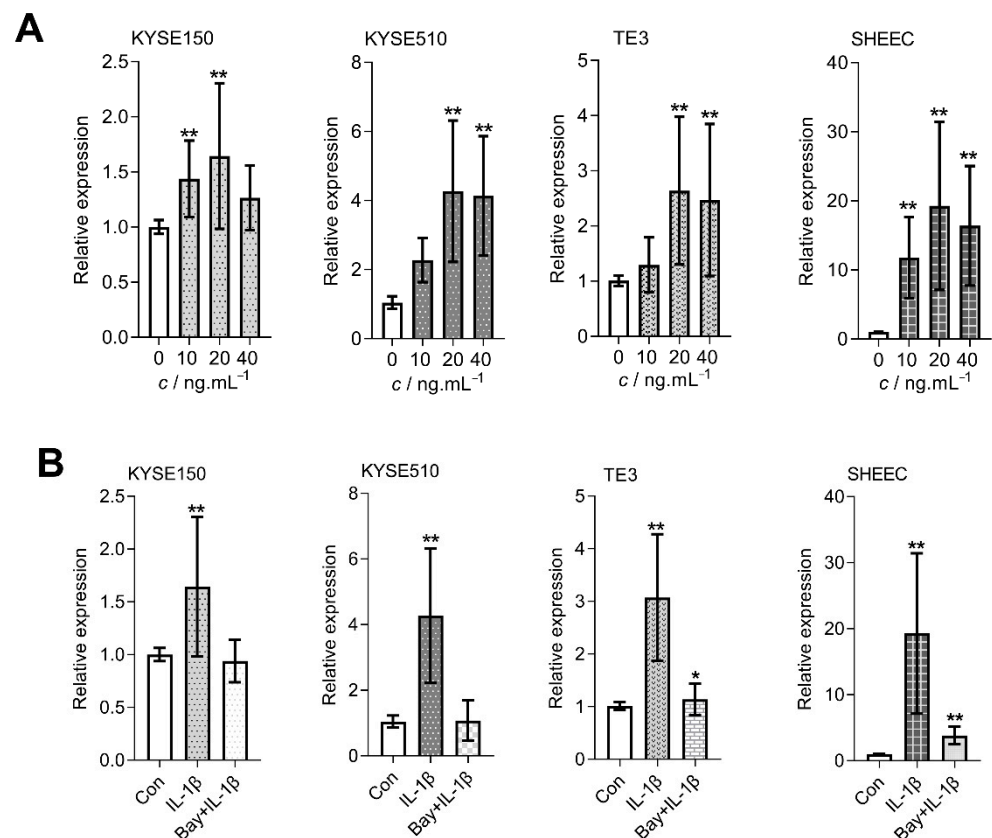 A
KYSE150
Relative expression
2.5
2.0
1.5
1.0
0.5
0.0
**
**
0 10 20 40
c / ng.mL⁻¹
KYSE510
Relative expression
8
6
4
2
0
**
**
0 10 20 40
c / ng.mL⁻¹
TE3
Relative expression
5
4
3
2
1
0
**
**
0 10 20 40
c / ng.mL⁻¹
SHEEC
Relative expression
40
30
20
10
0
**
**
**
0 10 20 40
c / ng.mL⁻¹
B
KYSE150
Relative expression
2.5
2.0
1.5
1.0
0.5
0.0
**
Con
IL-1β
Bay+IL-1β
KYSE510
Relative expression
8
6
4
2
0
**
Con
IL-1β
Bay+IL-1β
TE3
Relative expression
5
4
3
2
1
0
**
*
Con
IL-1β
Bay+IL-1β
SHEEC
Relative expression
40
30
20
10
0
**
**
Con
IL-1β
Bay+IL-1β